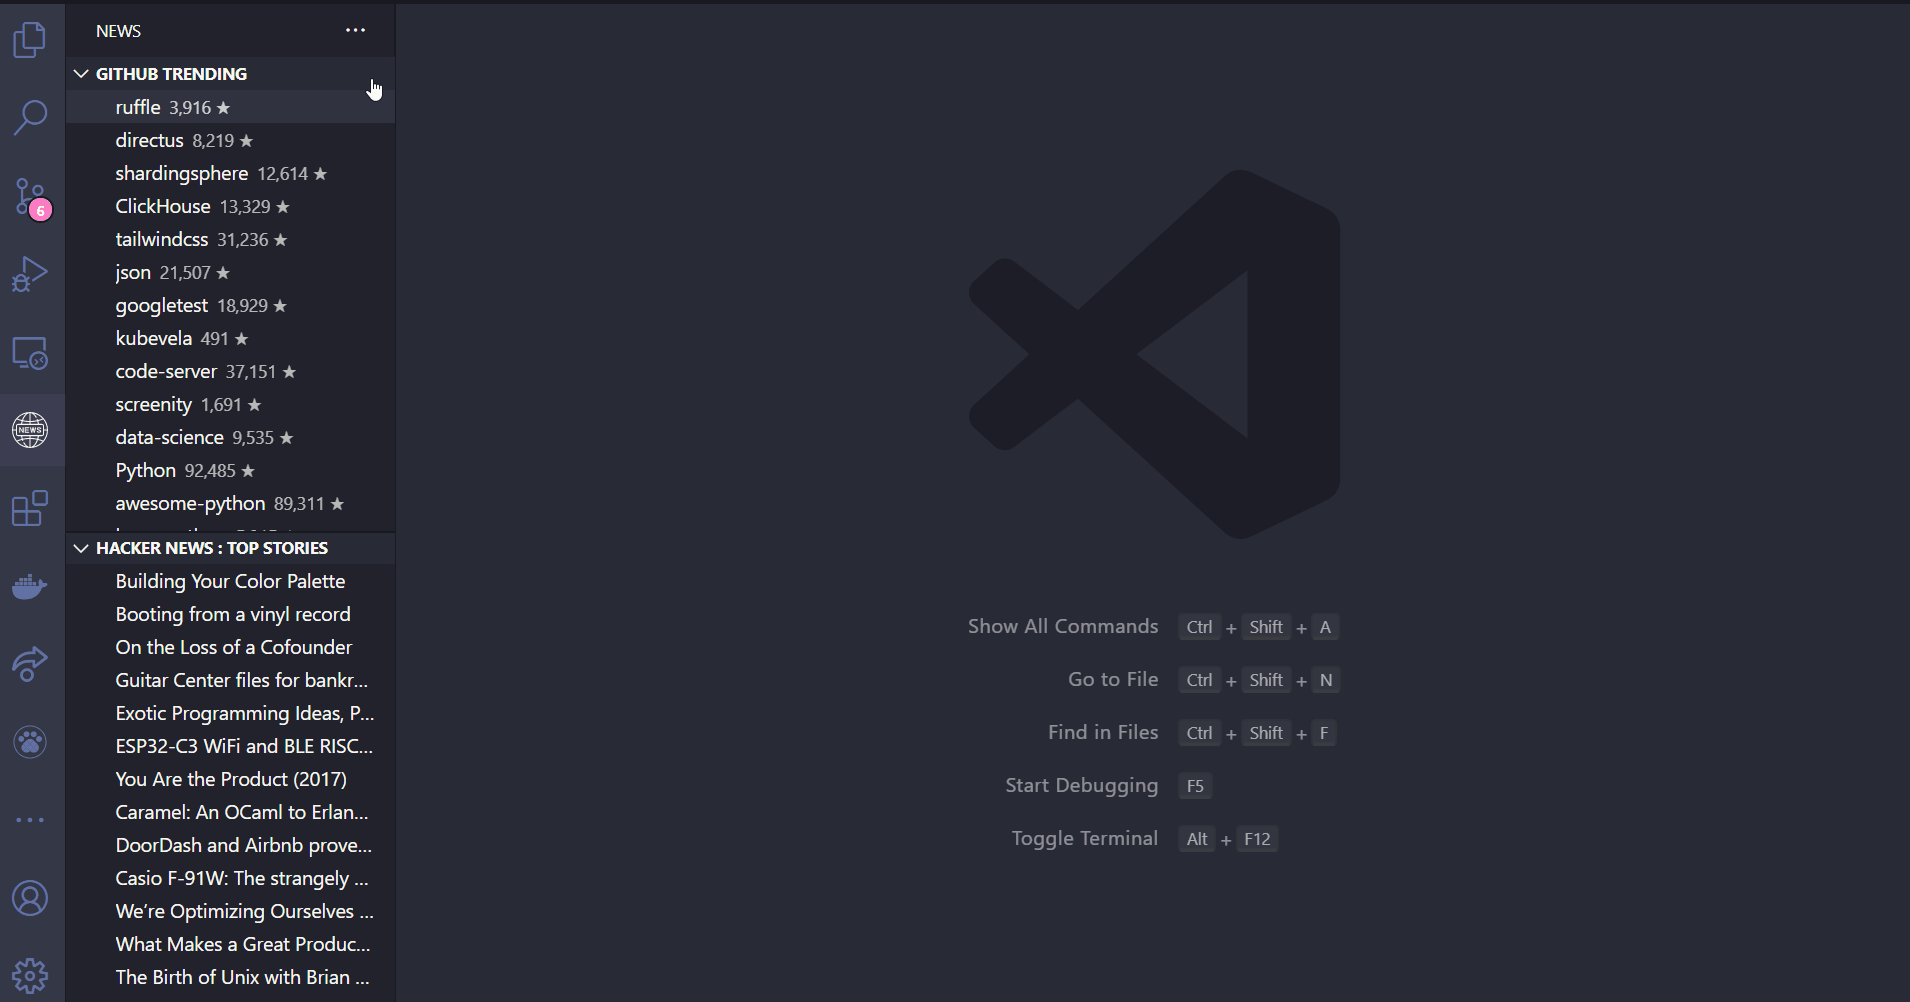 NEWS
GITHUB TRENDING
ruffle 3,916 ★
directus 8,219 ★
shardingsphere 12,614 ★
ClickHouse 13,329 ★
6
tailwindcss 31,236 ★
json 21,507 ★
googletest 18,929 ★
kubevela 491 ★
code-server 37,151 ★
screenity 1,691 ★
NEWS
data-science 9,535 ★
Python 92,485 ★
awesome-python 89,311 ★
HACKER NEWS : TOP STORIES
Building Your Color Palette
Booting from a vinyl record
On the Loss of a Cofounder
Guitar Center files for bankr...
Exotic Programming Ideas, P...
ESP32-C3 WiFi and BLE RISC...
You Are the Product (2017)
Caramel: An OCaml to Erlan...
DoorDash and Airbnb prove...
Casio F-91W: The strangely ...
We’re Optimizing Ourselves ...
What Makes a Great Produc...
The Birth of Unix with Brian ...
Show All Commands Ctrl + Shift + A
Go to File Ctrl + Shift + N
Find in Files Ctrl + Shift + F
Start Debugging F5
Toggle Terminal Alt + F12